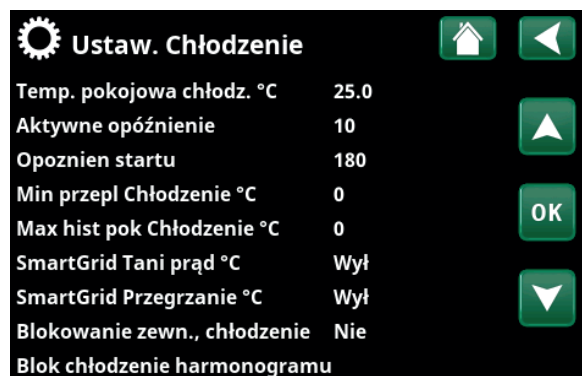 Ustaw. Chłodzenie
Temp. pokojowa chłodz. °C 25.0
Aktywne opóźnienie 10
Opoznien startu 180
Min przepl Chłodzenie °C 0
Max hist pok Chłodzenie °C 0
OK
SmartGrid Tani prąd °C Wył
SmartGrid Przegrzanie °C Wył
Blokowanie zewn., chłodzenie Nie
Blok chłodzenie harmonogramu